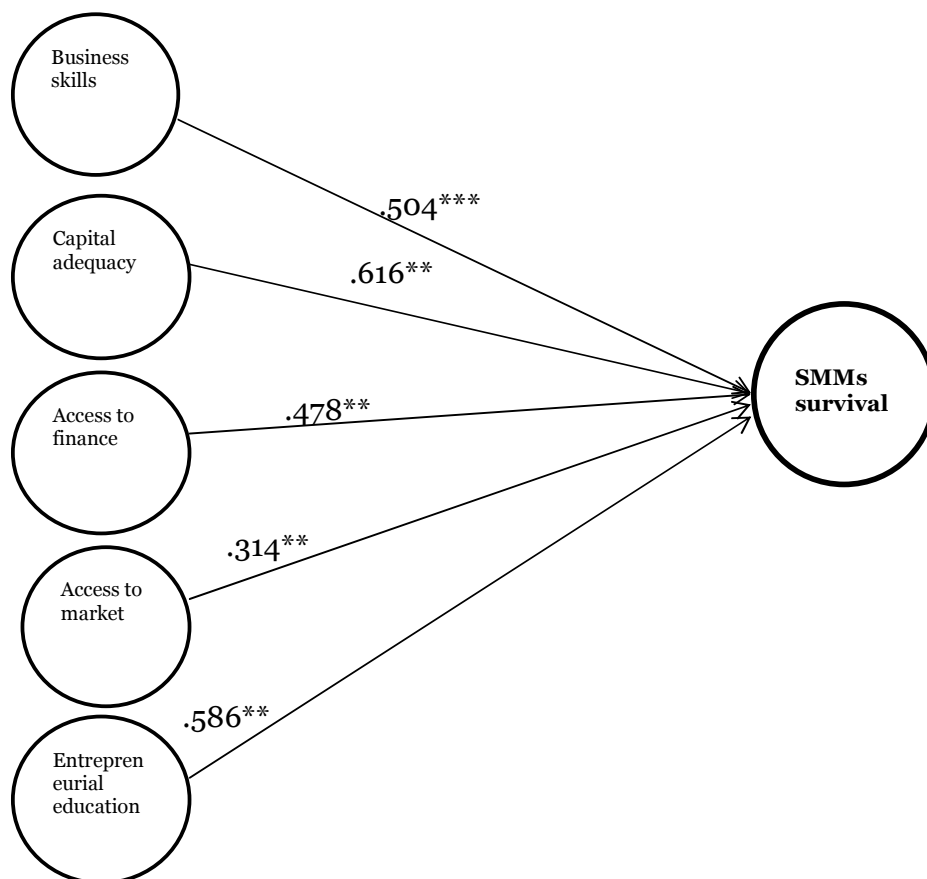 Business
skills
.504***
Capital
adequacy
.616**
SMMs
survival
Access to
finance
.478**
.314**
Access to
market
.586**
Entrepren
eurial
education